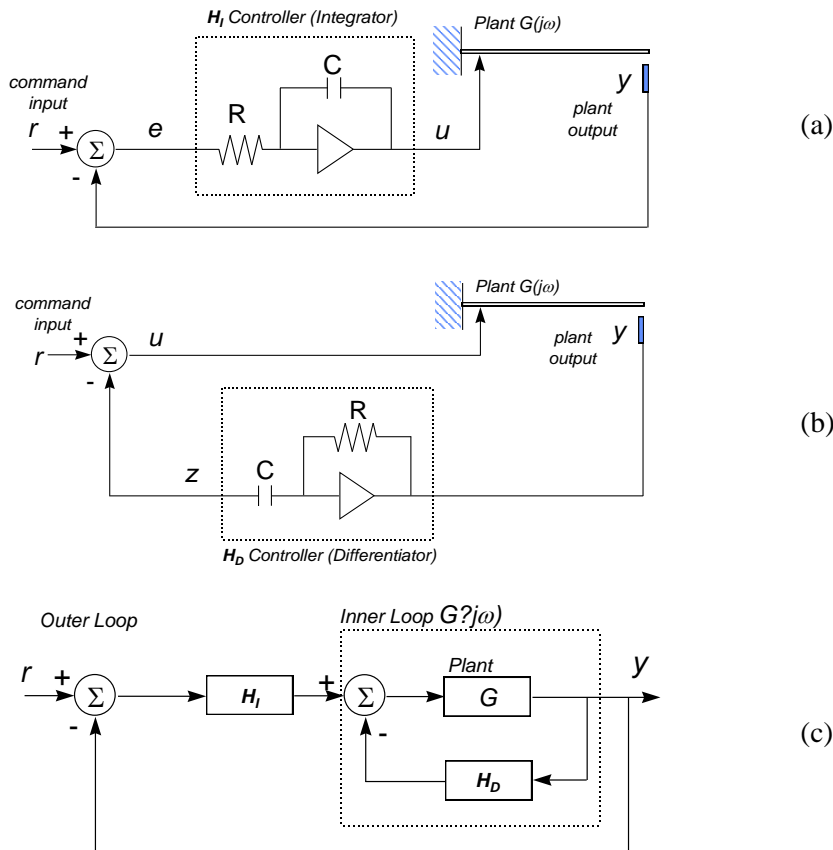 H_I Controller (Integrator)
Plant G(jω)
C
command
input
R
r
+
Σ
-
e
u
y
plant
output
(a)
Plant G(jω)
command
input
+
r
Σ
-
u
y
plant
output
R
C
z
(b)
H_D Controller (Differentiator)
Outer Loop
Inner Loop G?jω)
r
+
Σ
-
H_I
+
Σ
-
Plant
G
y
H_D
(c)